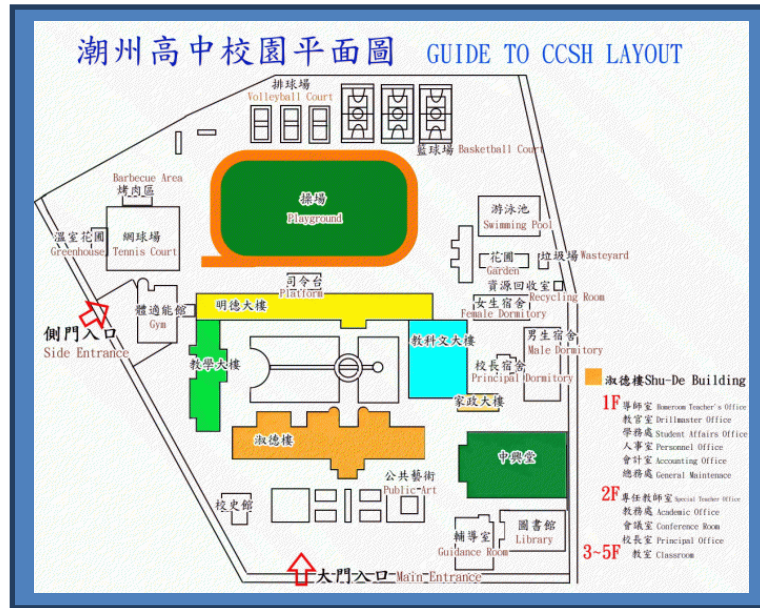 潮州高中校園平面圖 GUIDE TO CCSH LAYOUT
排球場
Volleyball Court
籃球場 Basketball Court
Barbecue Area
烤肉區
操場
Playground
游泳池
Swimming Pool
溫室花圃
Greenhouse
網球場
Tennis Court
花圃
Garden
垃圾場 Wasteyard
司令台
Platform
資源回收室
Recycling Room
體適能館
Gym
明德大樓
女生宿舍
Female Dormitory
側門入口
Side Entrance
教學大樓
教科文大樓
男生宿舍
Male Dormitory
校長宿舍
Principal Dormitory
家政大樓
淑德樓
中興堂
公共藝術
Public Art
校史館
輔導室
Guidance Room
圖書館
Library
大門入口 Main Entrance
淑德樓Shu-De Building
1F 導師室 Homeroom Teacher's Office
教官室 Drillmaster Office
學務處 Student Affairs Office
人事室 Personnel Office
會計室 Accounting Office
總務處 General Maintenace
2F 專任教師室 Special Teacher Office
教務處 Academic Office
會議室 Conference Room
校長室 Principal Office
3~5F 教室 Classroom